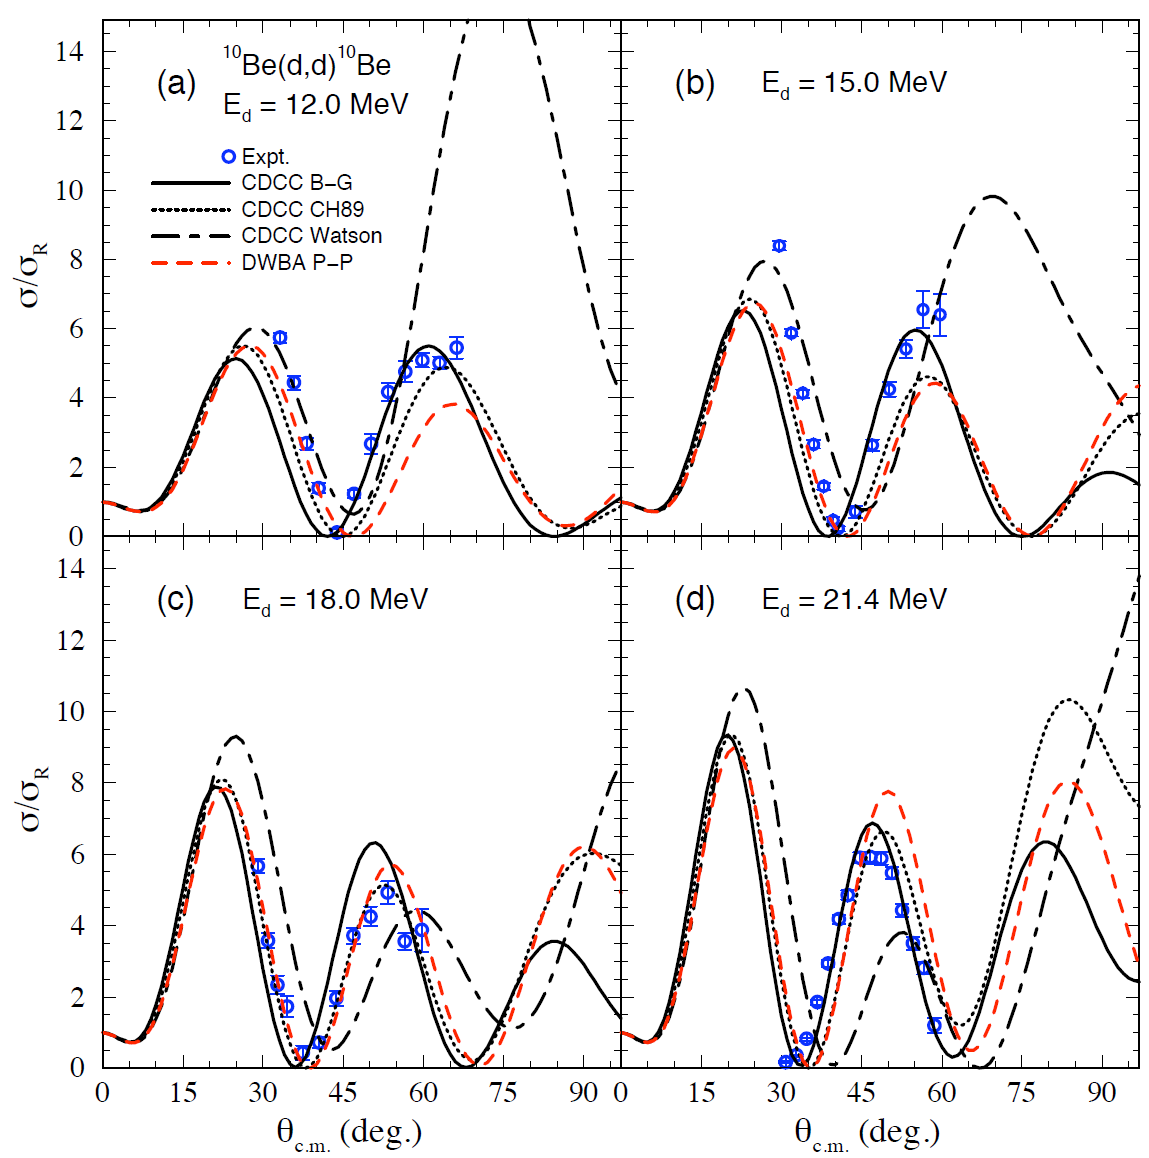 (a)
10Be(d,d)10Be
Ed = 12.0 MeV
Expt.
CDCC B–G
CDCC CH89
CDCC Watson
DWBA P–P
14
12
10
8
6
4
2
0
σ/σR
(b)
Ed = 15.0 MeV
(c)
Ed = 18.0 MeV
14
12
10
8
6
4
2
0
σ/σR
(d)
Ed = 21.4 MeV
15 30 45 60 75 90 0 15 30 45 60 75 90
θc.m. (deg.)
θc.m. (deg.)